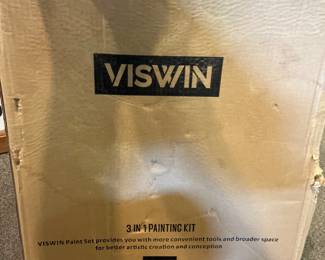 VISWIN
3 IN 1 PAINTING KIT
VISWIN Paint Set provides you with more convenient tools and broader space
for better artistic creation and conception